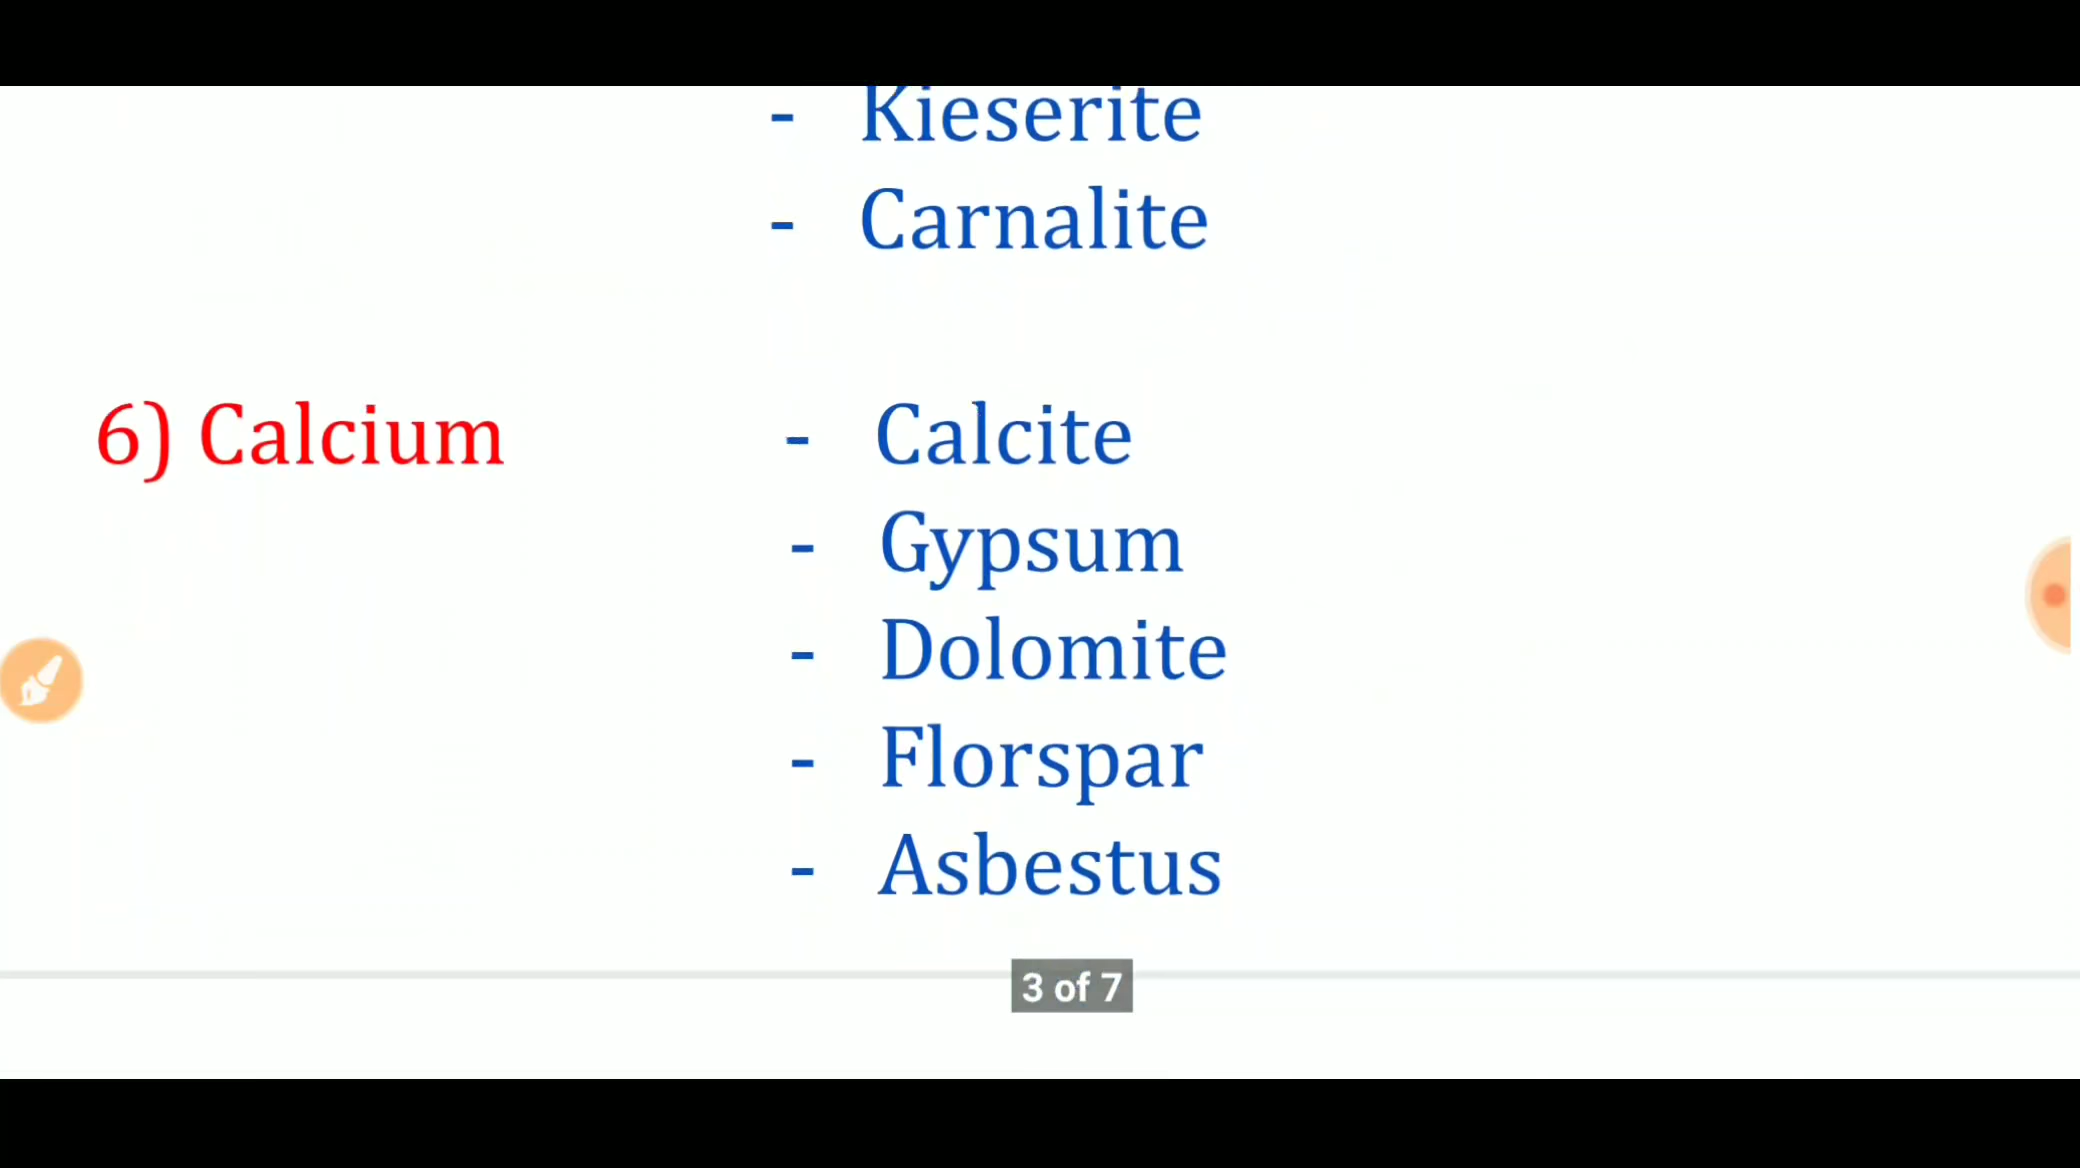 - Kieserite
- Carnalite
6) Calcium - Calcite
- Gypsum
- Dolomite
- Florspar
- Asbestus
3 of 7